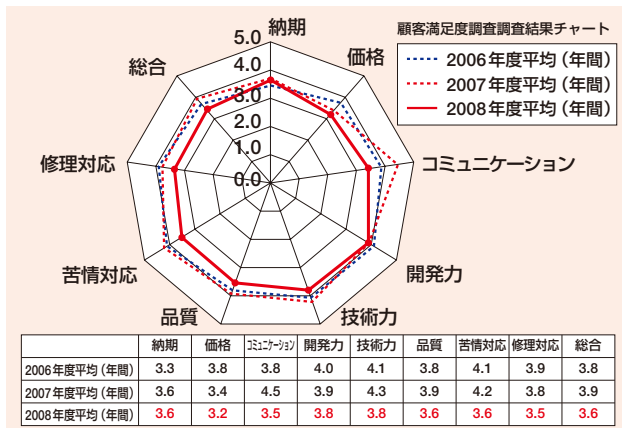 顧客満足度調査調査結果チャート
2006年度平均（年間）
2007年度平均（年間）
2008年度平均（年間）
納期
価格
コミュニケーション
開発力
技術力
品質
苦情対応
修理対応
総合
5.0
4.0
3.0
2.0
1.0
0.0
納期 価格 コミュニケーション 開発力 技術力 品質 苦情対応 修理対応 総合
2006年度平均（年間） 3.3 3.8 3.8 4.0 4.1 3.8 4.1 3.9 3.8
2007年度平均（年間） 3.6 3.4 4.5 3.9 4.3 3.9 4.2 3.8 3.9
2008年度平均（年間） 3.6 3.2 3.5 3.8 3.8 3.6 3.6 3.5 3.6